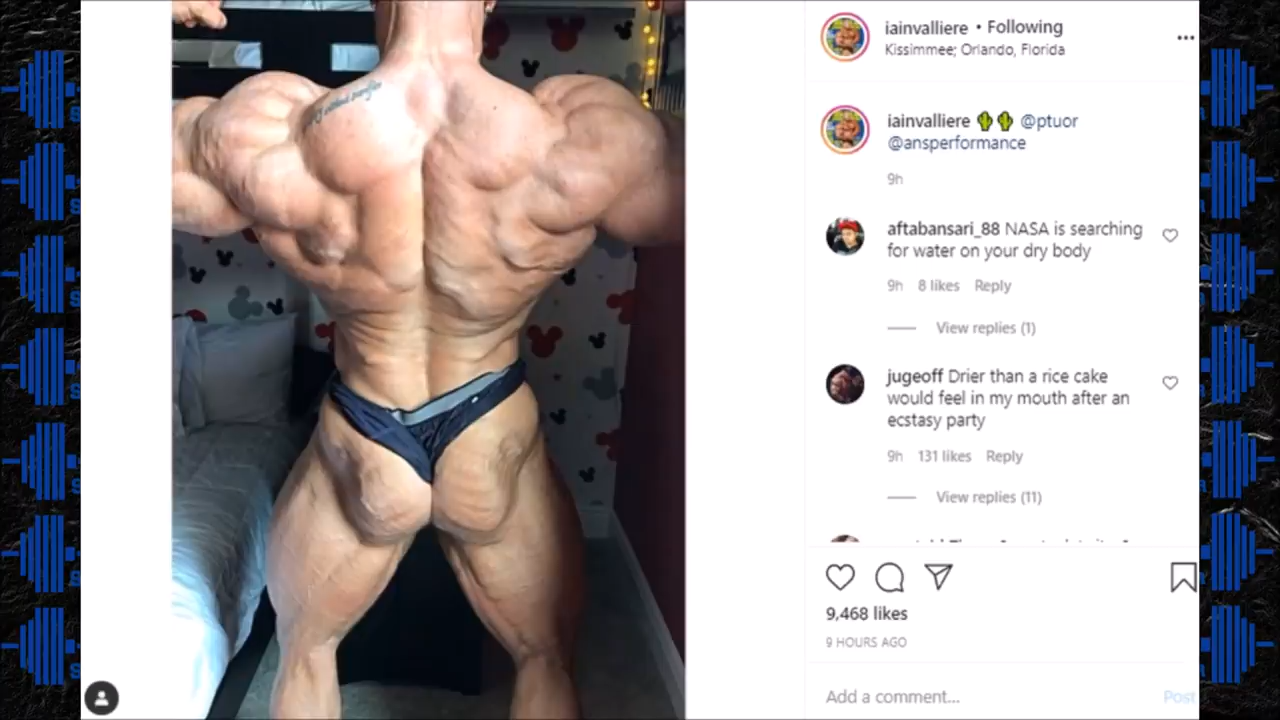 iainvalliere • Following
Kissimmee; Orlando, Florida
iainvalliere 🌵🌵 @ptuor
@ansperformance
9h
aftabansari_88 NASA is searching
for water on your dry body
9h 8 likes Reply
View replies (1)
jugeoff Drier than a rice cake
would feel in my mouth after an
ecstasy party
9h 131 likes Reply
View replies (11)
9,468 likes
9 HOURS AGO
Add a comment...
Post